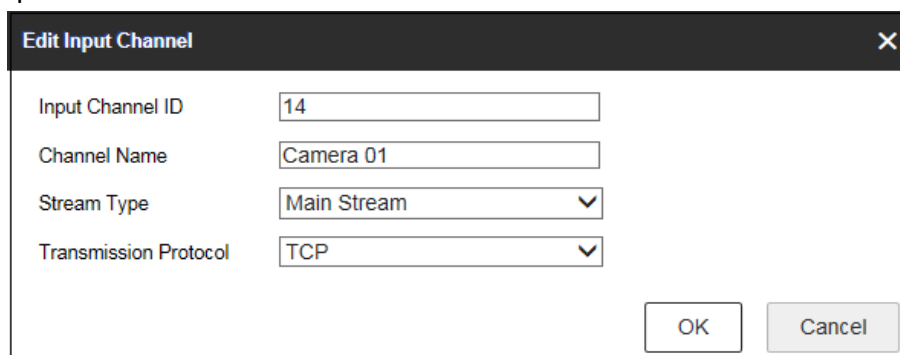 Edit Input Channel
Input Channel ID 14
Channel Name Camera 01
Stream Type Main Stream
Transmission Protocol TCP
OK Cancel